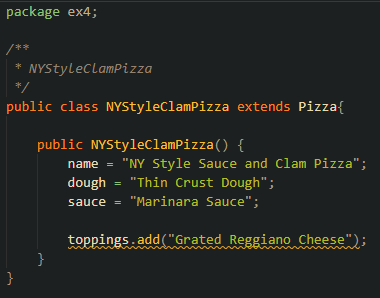 package ex4;
/**
 * NYStyleClamPizza
 */
public class NYStyleClamPizza extends Pizza{
    public NYStyleClamPizza() {
        name = "NY Style Sauce and Clam Pizza";
        dough = "Thin Crust Dough";
        sauce = "Marinara Sauce";
        toppings.add("Grated Reggiano Cheese");
    }
}